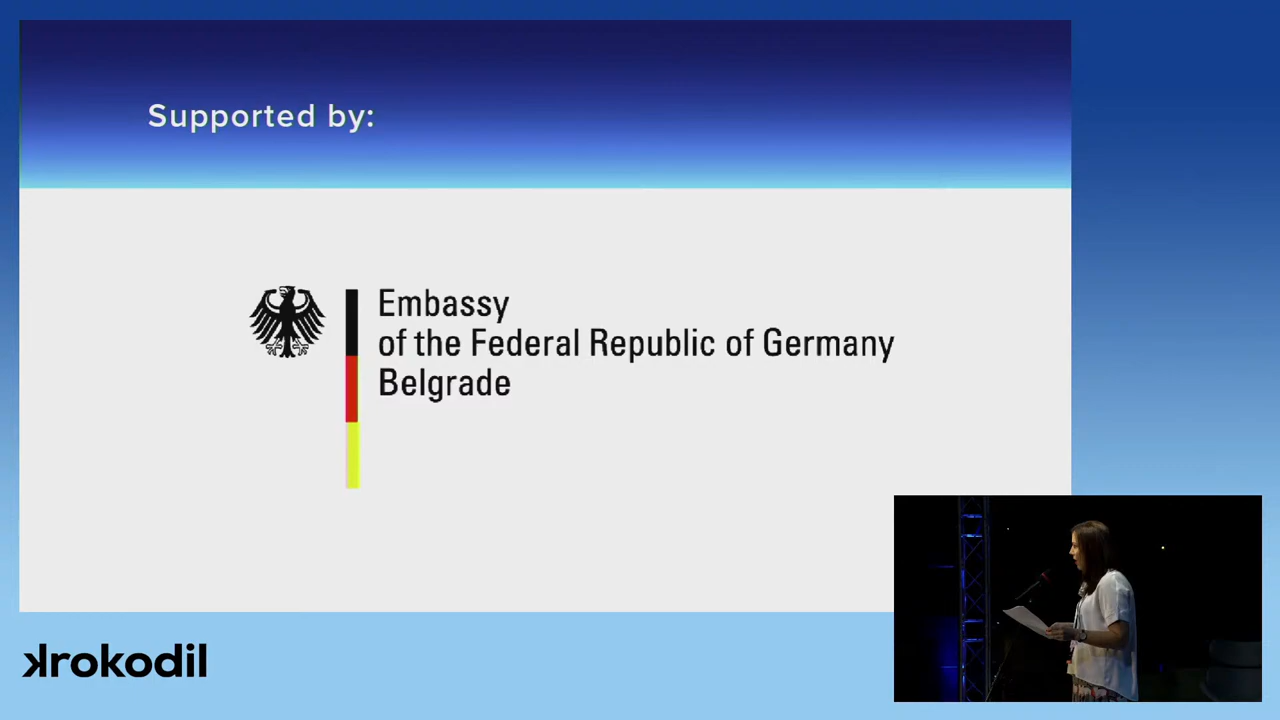 Supported by:
Embassy
of the Federal Republic of Germany
Belgrade
krokodil